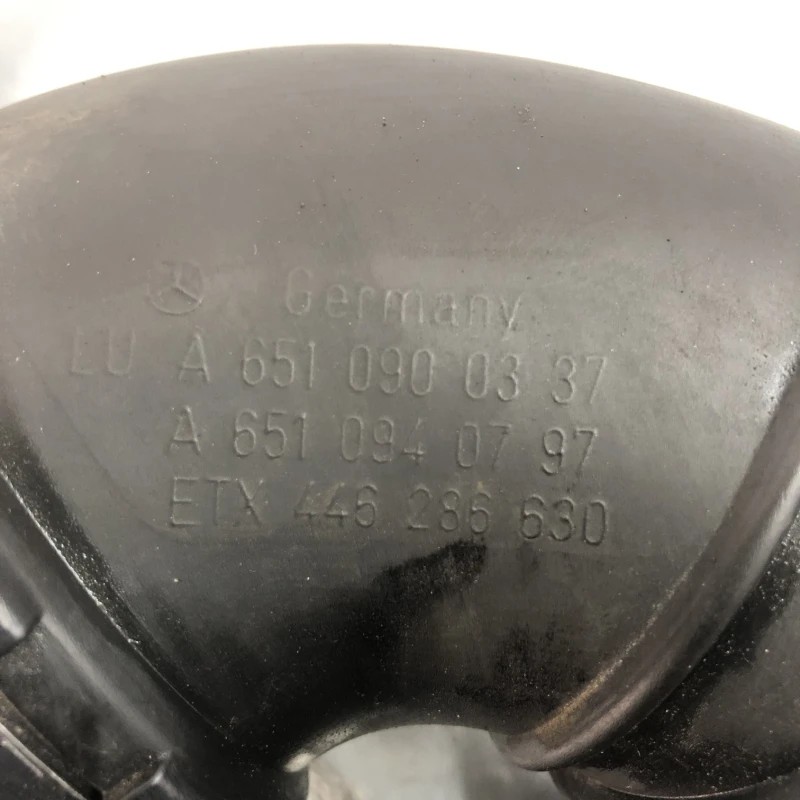 Germany
LU A 651 090 03 37
A 651 094 07 97
ETX 446 286 630